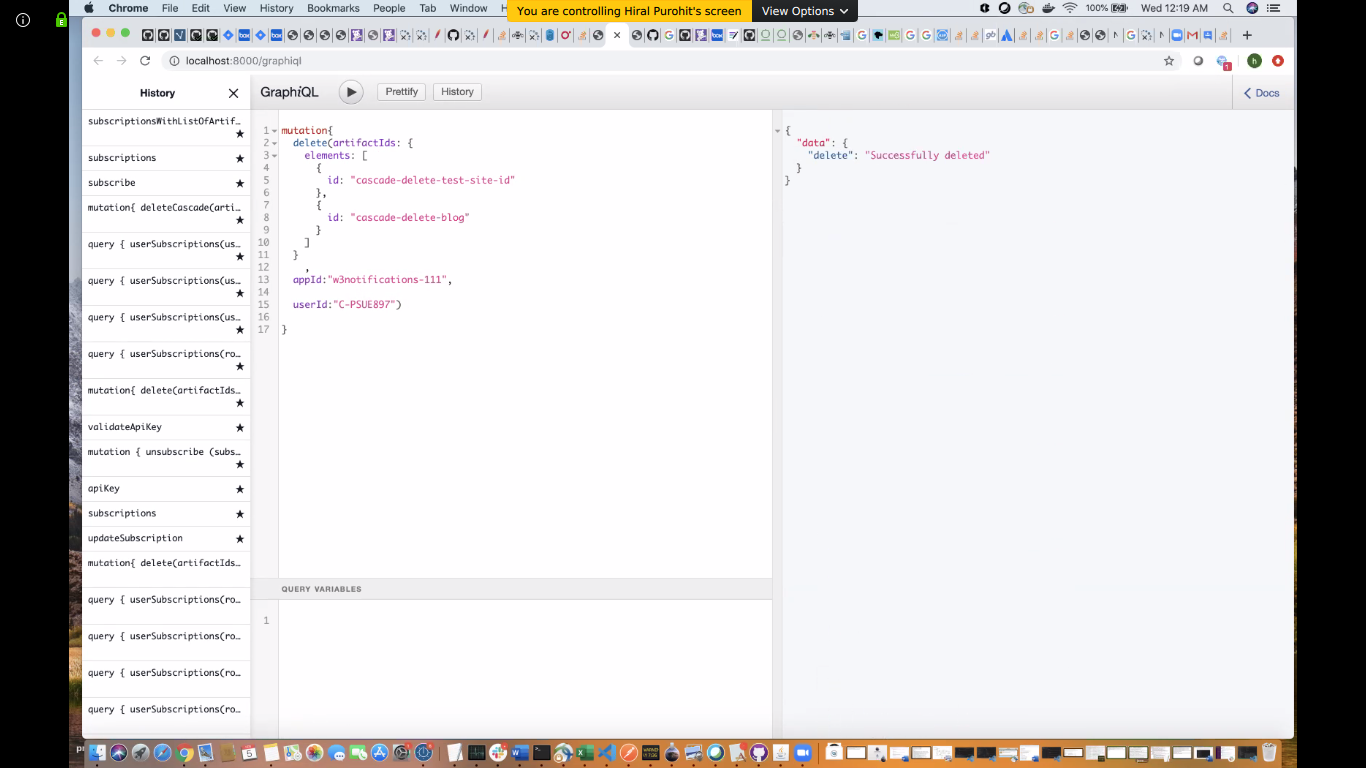 Chrome File Edit View History Bookmarks People Tab Window H
You are controlling Hiral Purohit's screen View Options
100% Wed 12:19 AM
localhost:8000/graphiql
History
GraphiQL Prettify History Docs
subscriptionsWithListOfArtif…
subscriptions
subscribe
mutation{ deleteCascade(arti…
query { userSubscriptions(us…
query { userSubscriptions(us…
query { userSubscriptions(us…
query { userSubscriptions(ro…
mutation{ delete(artifactIds…
validateApiKey
mutation { unsubscribe (subs…
apiKey
subscriptions
updateSubscription
mutation{ delete(artifactIds…
query { userSubscriptions(ro…
query { userSubscriptions(ro…
query { userSubscriptions(ro…
query { userSubscriptions(ro…
1 mutation{
2 delete(artifactIds: {
3 elements: [
4 {
5 id: "cascade-delete-test-site-id"
6 },
7 {
8 id: "cascade-delete-blog"
9 }
10 ]
11 }
12 ,
13 appId:"w3notifications-111",
14
15 userId:"C-PSUE897")
16
17 }
QUERY VARIABLES
1
{
"data": {
"delete": "Successfully deleted"
}
}